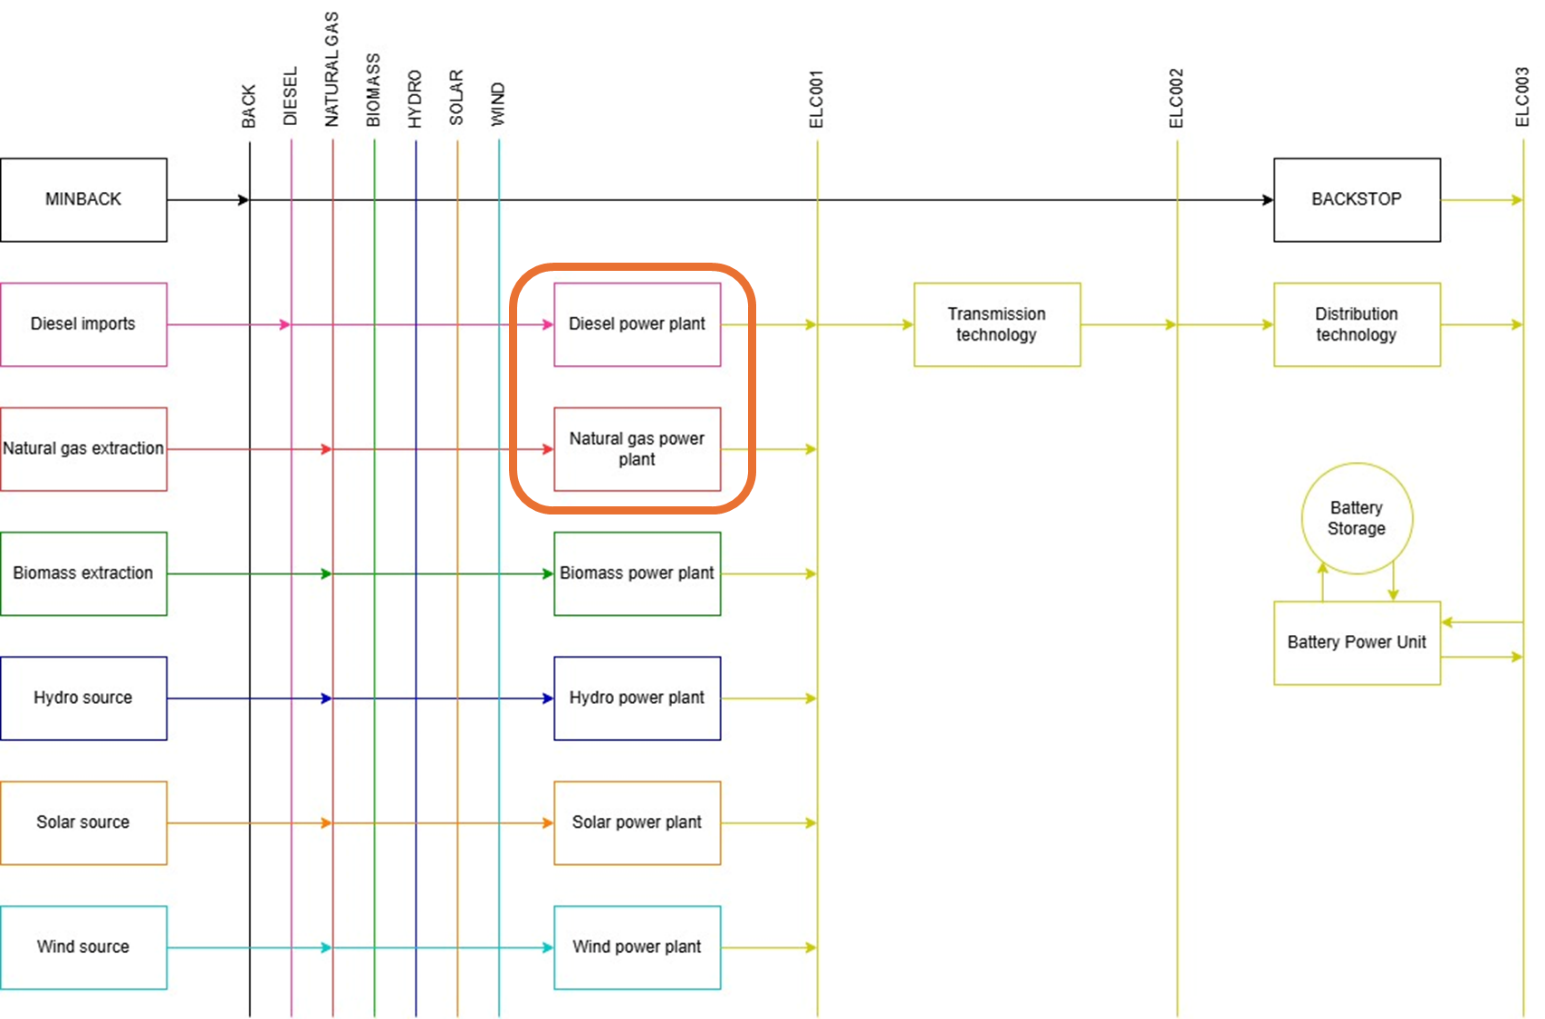 BACK
DIESEL
NATURAL GAS
BIOMASS
HYDRO
SOLAR
WIND
ELC001
ELC002
ELC003
MINBACK
BACKSTOP
Diesel imports
Diesel power plant
Transmission
technology
Distribution
technology
Natural gas extraction
Natural gas power
plant
Battery
Storage
Biomass extraction
Biomass power plant
Battery Power Unit
Hydro source
Hydro power plant
Solar source
Solar power plant
Wind source
Wind power plant